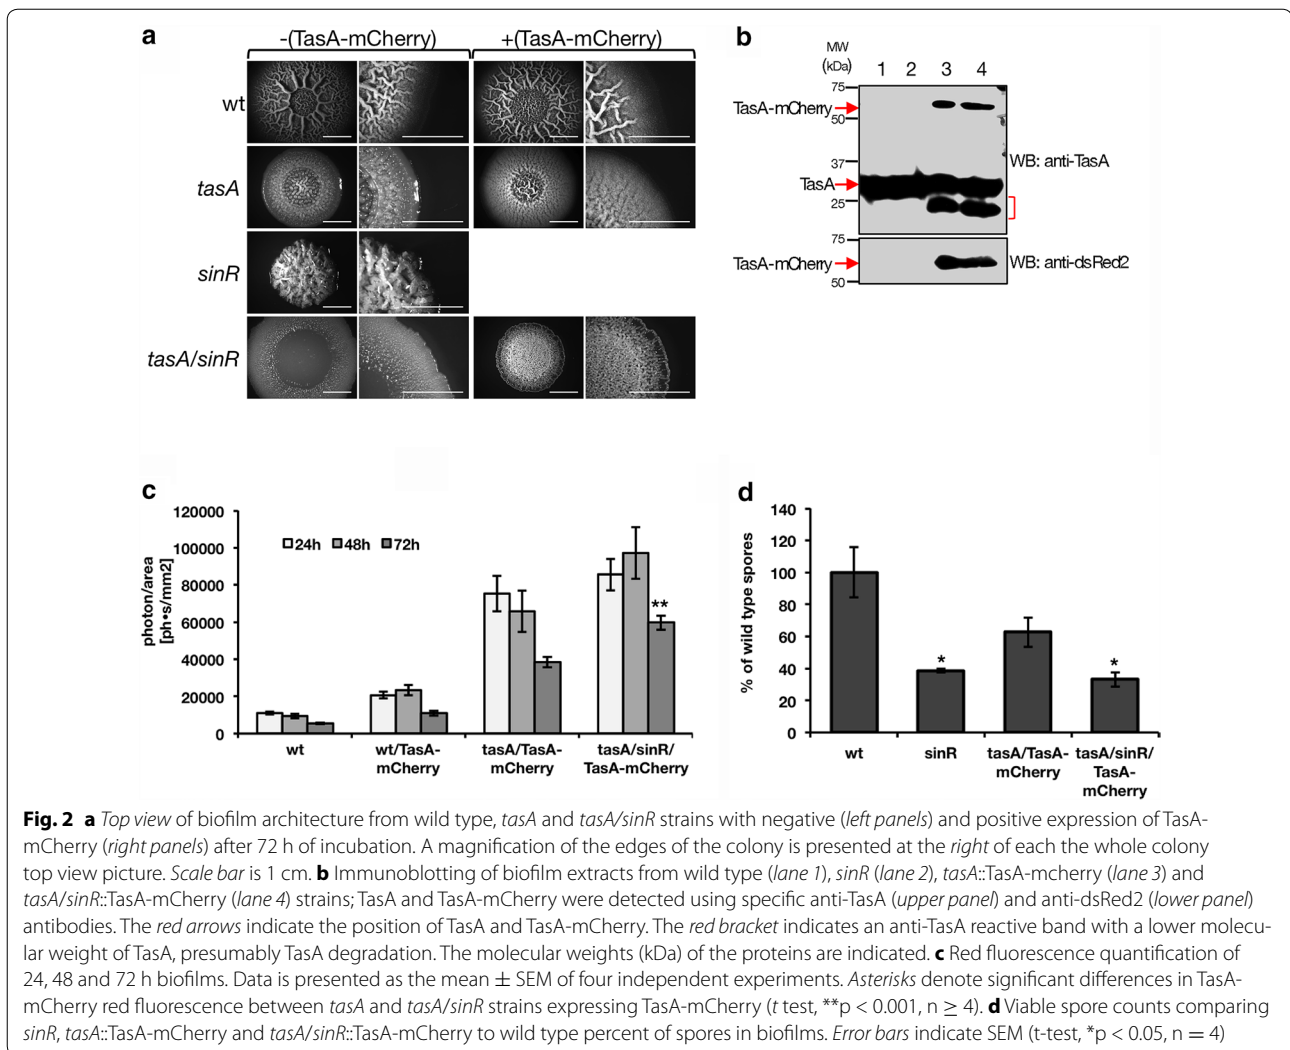 a
-(TasA-mCherry) +(TasA-mCherry)
wt
tasA
sinR
tasA/sinR
b
MW
(kDa) 1 2 3 4
75
TasA-mCherry
50
37
WB: anti-TasA
TasA
25
75
TasA-mCherry
WB: anti-dsRed2
50
c
photon/area
[ph•s/mm2]
120000
100000
80000
60000
40000
20000
0
24h 48h 72h
**
wt
wt/TasA-
mCherry
tasA/TasA-
mCherry
tasA/sinR/
TasA-mCherry
d
% of wild type spores
140
120
100
80
60
40
20
0
*
*
wt
sinR
tasA/TasA-
mCherry
tasA/sinR/
TasA-
mCherry
Fig. 2 a Top view of biofilm architecture from wild type, tasA and tasA/sinR strains with negative (left panels) and positive expression of TasA-
mCherry (right panels) after 72 h of incubation. A magnification of the edges of the colony is presented at the right of each the whole colony
top view picture. Scale bar is 1 cm. b Immunoblotting of biofilm extracts from wild type (lane 1), sinR (lane 2), tasA::TasA-mcherry (lane 3) and
tasA/sinR::TasA-mCherry (lane 4) strains; TasA and TasA-mCherry were detected using specific anti-TasA (upper panel) and anti-dsRed2 (lower panel)
antibodies. The red arrows indicate the position of TasA and TasA-mCherry. The red bracket indicates an anti-TasA reactive band with a lower molecu-
lar weight of TasA, presumably TasA degradation. The molecular weights (kDa) of the proteins are indicated. c Red fluorescence quantification of
24, 48 and 72 h biofilms. Data is presented as the mean ± SEM of four independent experiments. Asterisks denote significant differences in TasA-
mCherry red fluorescence between tasA and tasA/sinR strains expressing TasA-mCherry (t test, **p < 0.001, n ≥ 4). d Viable spore counts comparing
sinR, tasA::TasA-mCherry and tasA/sinR::TasA-mCherry to wild type percent of spores in biofilms. Error bars indicate SEM (t-test, *p < 0.05, n = 4)